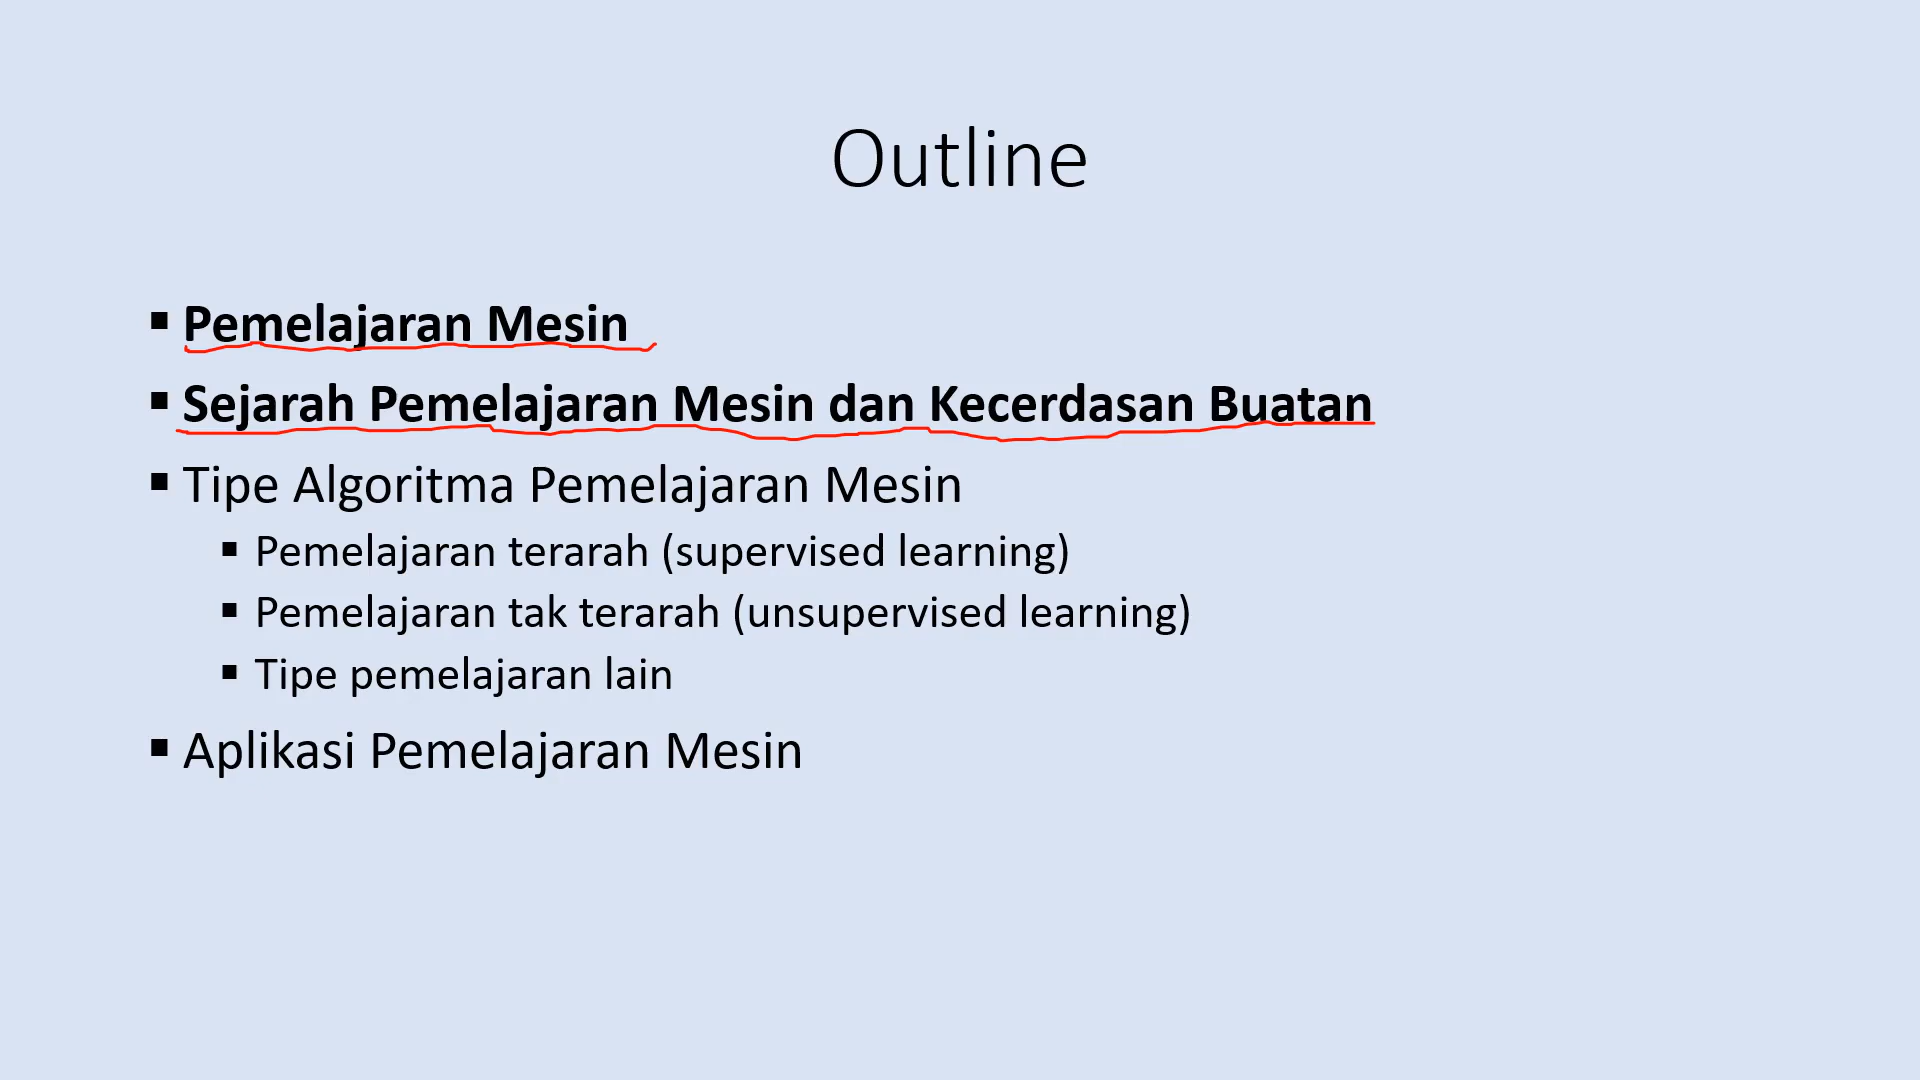 Outline
▪ Pemelajaran Mesin
▪ Sejarah Pemelajaran Mesin dan Kecerdasan Buatan
▪ Tipe Algoritma Pemelajaran Mesin
▪ Pemelajaran terarah (supervised learning)
▪ Pemelajaran tak terarah (unsupervised learning)
▪ Tipe pemelajaran lain
▪ Aplikasi Pemelajaran Mesin